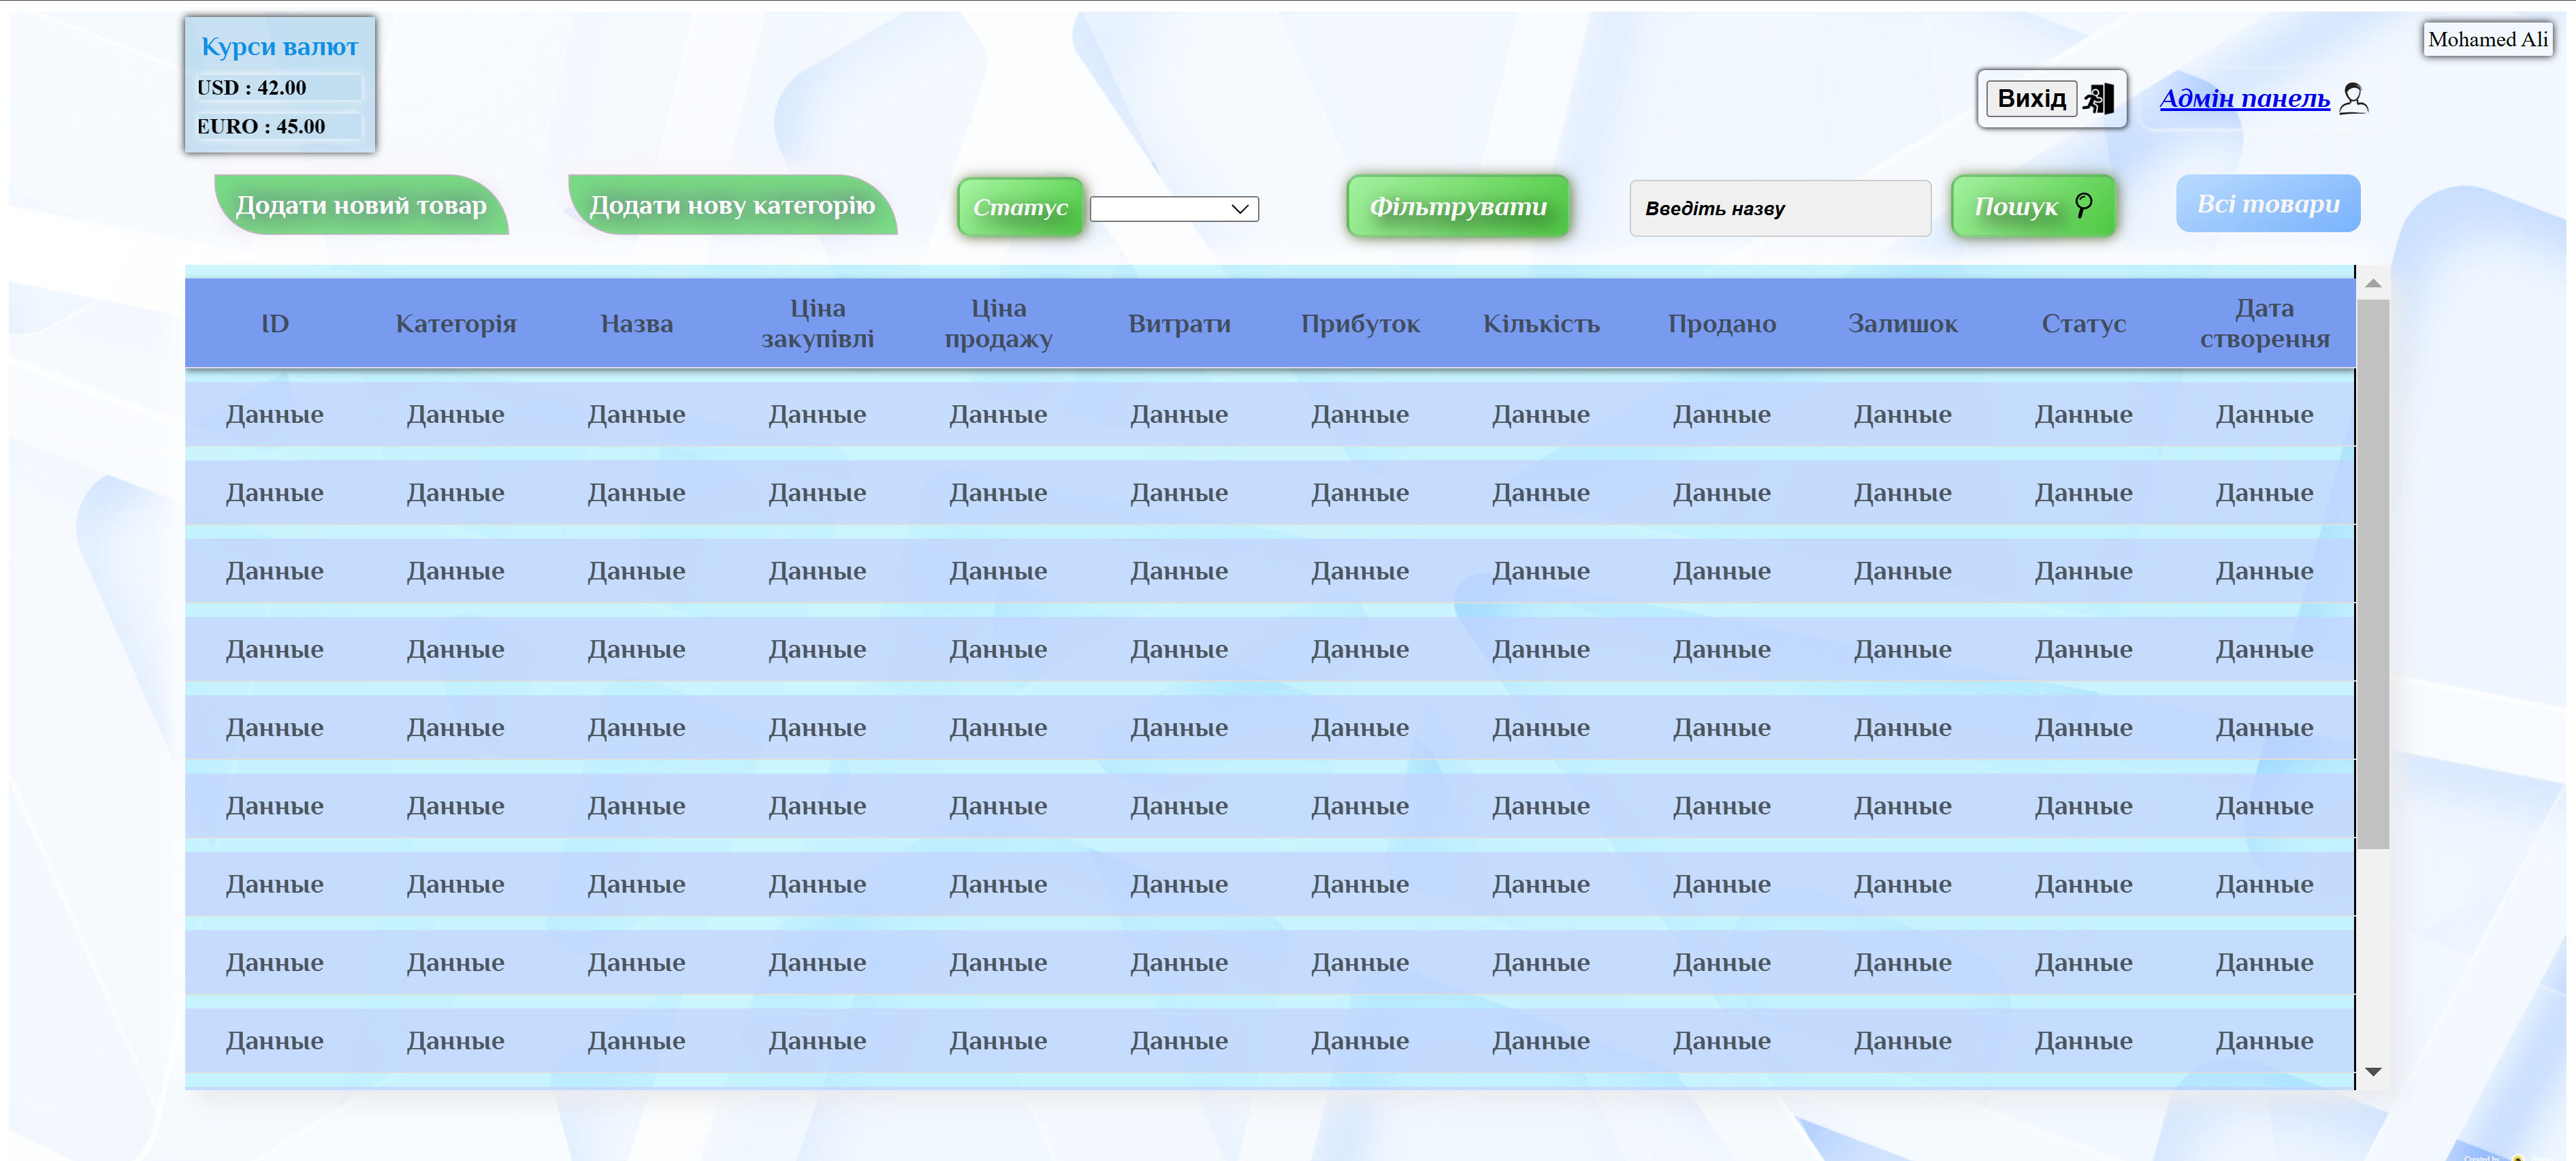 Курси валют
USD : 42.00
EURO : 45.00
Mohamed Ali
Вихід
Адмін панель
Додати новий товар
Додати нову категорію
Статус
Фільтрувати
Введіть назву
Пошук
Всі товари
ID Категорія Назва Ціна закупівлі Ціна продажу Витрати Прибуток Кількість Продано Залишок Статус Дата створення
Данные Данные Данные Данные Данные Данные Данные Данные Данные Данные Данные Данные
Данные Данные Данные Данные Данные Данные Данные Данные Данные Данные Данные Данные
Данные Данные Данные Данные Данные Данные Данные Данные Данные Данные Данные Данные
Данные Данные Данные Данные Данные Данные Данные Данные Данные Данные Данные Данные
Данные Данные Данные Данные Данные Данные Данные Данные Данные Данные Данные Данные
Данные Данные Данные Данные Данные Данные Данные Данные Данные Данные Данные Данные
Данные Данные Данные Данные Данные Данные Данные Данные Данные Данные Данные Данные
Данные Данные Данные Данные Данные Данные Данные Данные Данные Данные Данные Данные
Данные Данные Данные Данные Данные Данные Данные Данные Данные Данные Данные Данные